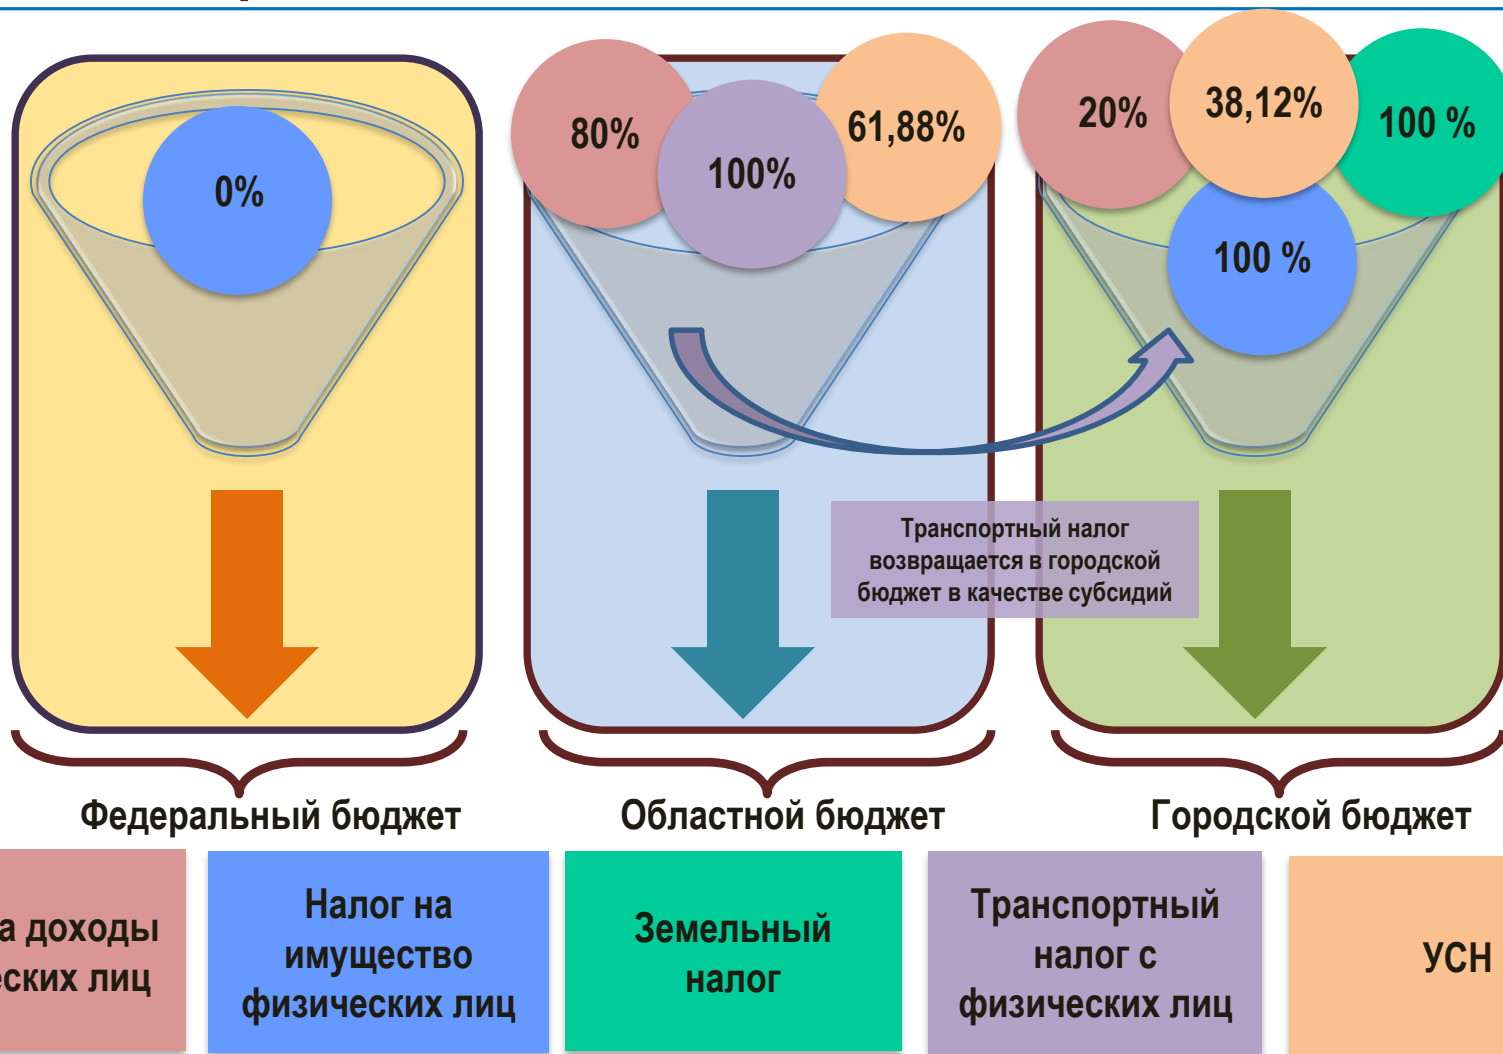 0%
80%
100%
61,88%
20%
38,12%
100 %
100 %
Транспортный налог
возвращается в городской
бюджет в качестве субсидий
Федеральный бюджет
Областной бюджет
Городской бюджет
а доходы
еских лиц
Налог на
имущество
физических лиц
Земельный
налог
Транспортный
налог с
физических лиц
УСН